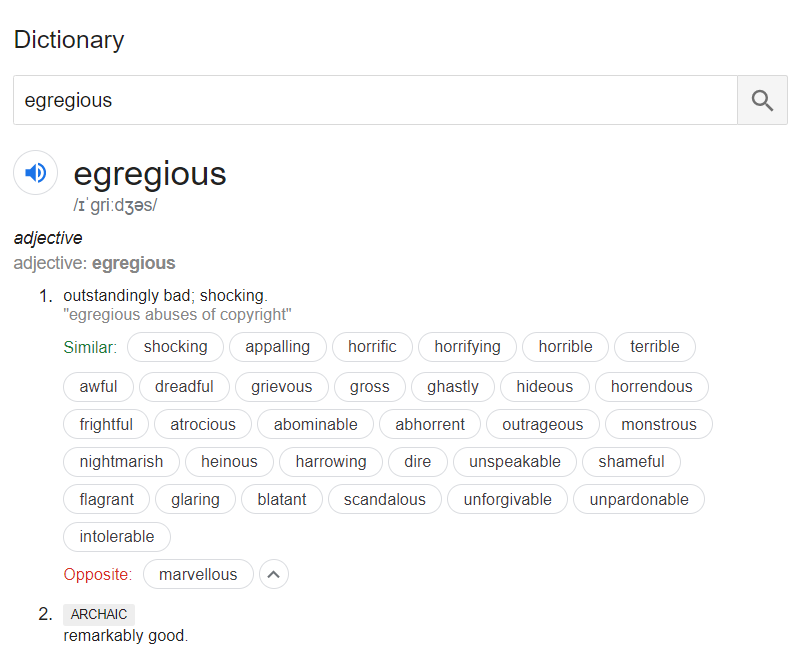 Dictionary
egregious
egregious
/ɪˈɡriːdʒəs/
adjective
adjective: egregious
1. outstandingly bad; shocking.
"egregious abuses of copyright"
Similar: shocking appalling horrific horrifying horrible terrible
awful dreadful grievous gross ghastly hideous horrendous
frightful atrocious abominable abhorrent outrageous monstrous
nightmarish heinous harrowing dire unspeakable shameful
flagrant glaring blatant scandalous unforgivable unpardonable
intolerable
Opposite: marvellous
2. ARCHAIC
remarkably good.